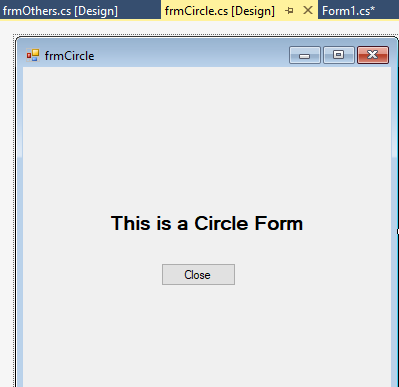 frmOthers.cs [Design]
frmCircle.cs [Design]
Form1.cs*
frmCircle
This is a Circle Form
Close